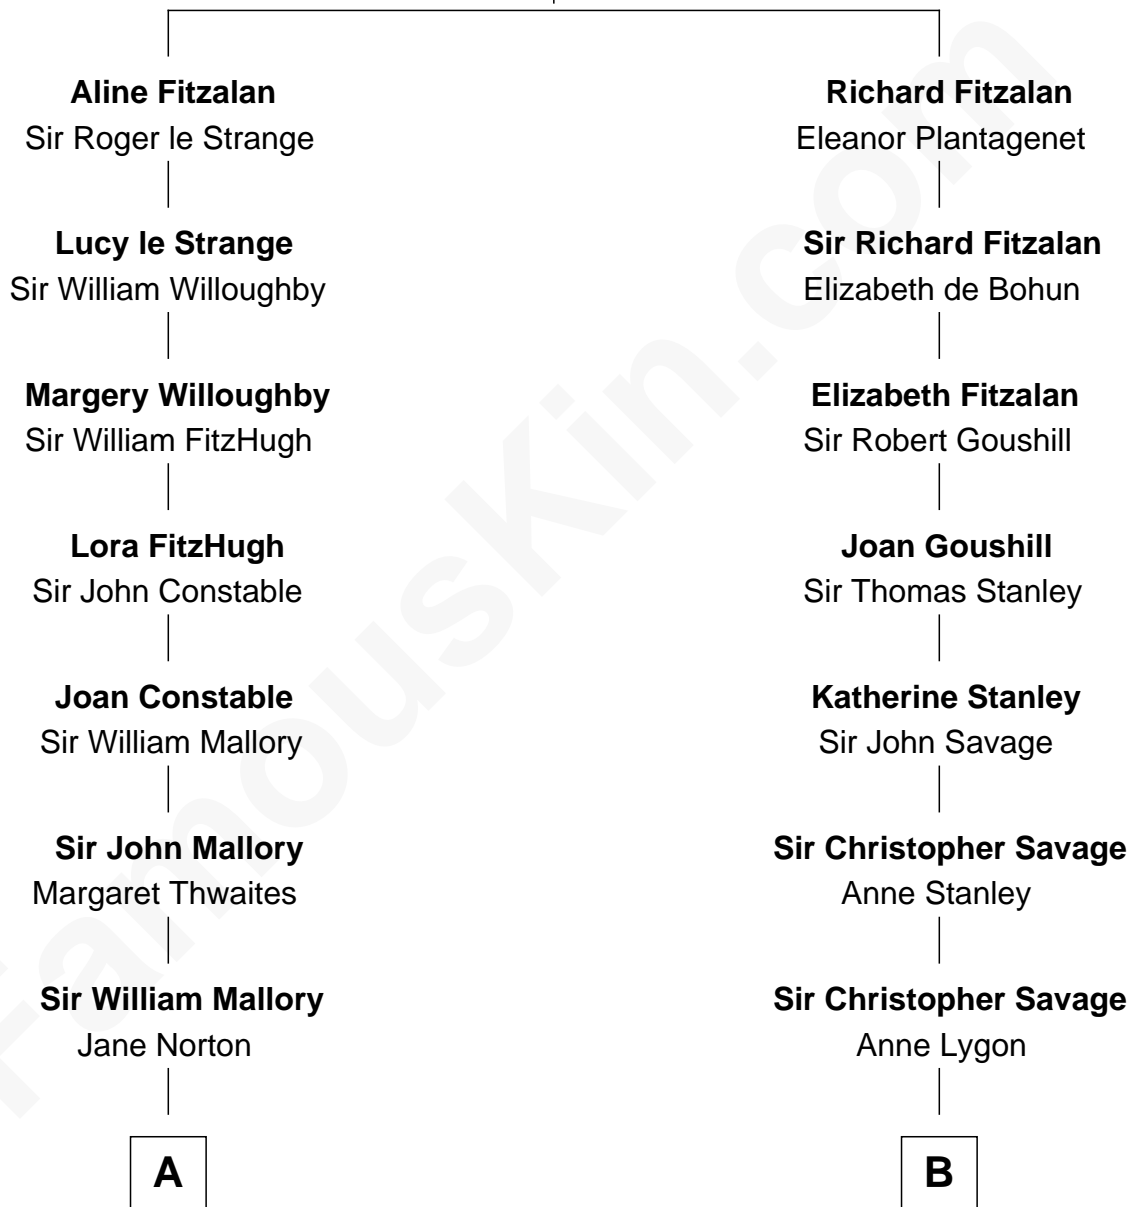 Aline Fitzalan
Sir Roger le Strange
Lucy le Strange
Sir William Willoughby
Margery Willoughby
Sir William FitzHugh
Lora FitzHugh
Sir John Constable
Joan Constable
Sir William Mallory
Sir John Mallory
Margaret Thwaites
Sir William Mallory
Jane Norton
A
Richard Fitzalan
Eleanor Plantagenet
Sir Richard Fitzalan
Elizabeth de Bohun
Elizabeth Fitzalan
Sir Robert Goushill
Joan Goushill
Sir Thomas Stanley
Katherine Stanley
Sir John Savage
Sir Christopher Savage
Anne Stanley
Sir Christopher Savage
Anne Lygon
B
FamousKin.com